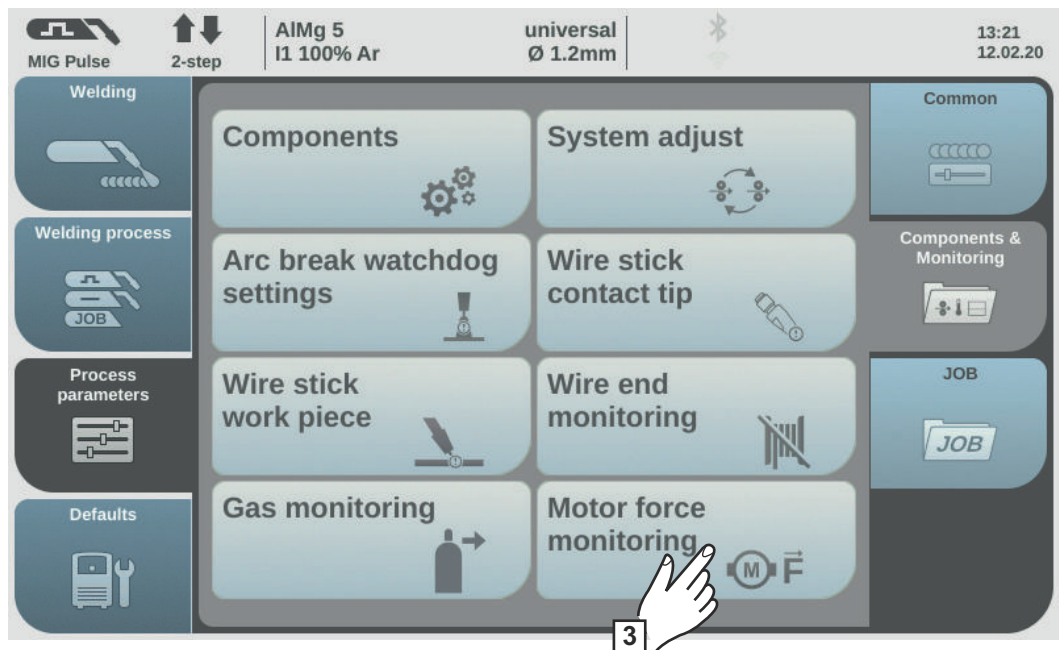 MIG Pulse
2-step
AlMg 5
I1 100% Ar
universal
Ø 1.2mm
13:21
12.02.20
Welding
Welding process
JOB
Process
parameters
Defaults
Components
System adjust
Arc break watchdog
settings
Wire stick
contact tip
Wire stick
work piece
Wire end
monitoring
Gas monitoring
Motor force
monitoring
M F
3
Common
Components &
Monitoring
JOB
JOB